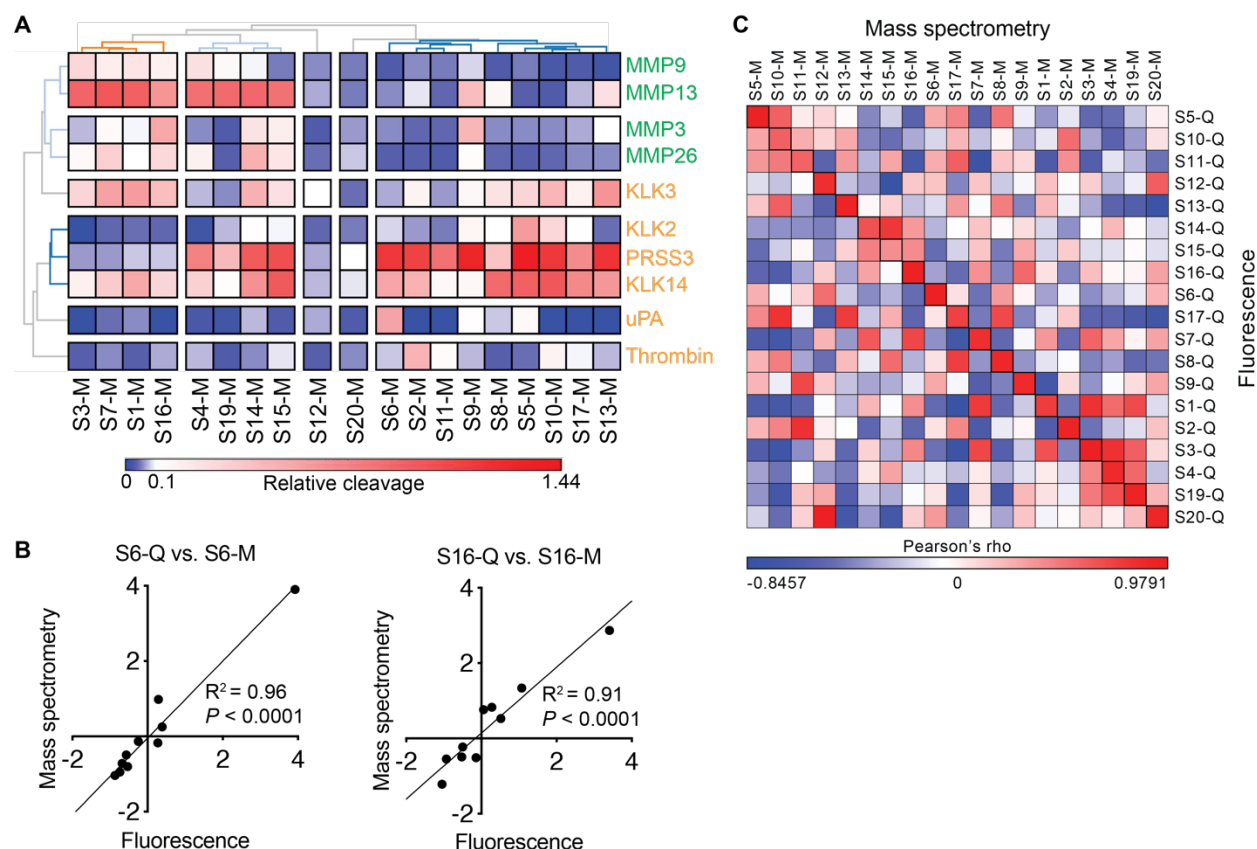 A
MMP9
MMP13
MMP3
MMP26
KLK3
KLK2
PRSS3
KLK14
uPA
Thrombin
S3-M S7-M S1-M S16-M S4-M S19-M S14-M S15-M S12-M S20-M S6-M S2-M S11-M S9-M S8-M S5-M S10-M S17-M S13-M
0 0.1 Relative cleavage 1.44
B
S6-Q vs. S6-M
Mass spectrometry
4
2
-2
-2 2 4
R² = 0.96
P < 0.0001
Fluorescence
S16-Q vs. S16-M
Mass spectrometry
4
2
-2
-2 2 4
R² = 0.91
P < 0.0001
Fluorescence
C
Mass spectrometry
S5-M S10-M S11-M S12-M S13-M S14-M S15-M S16-M S6-M S17-M S7-M S8-M S9-M S1-M S2-M S3-M S4-M S19-M S20-M
S5-Q
S10-Q
S11-Q
S12-Q
S13-Q
S14-Q
S15-Q
S16-Q
S6-Q
S17-Q
S7-Q
S8-Q
S9-Q
S1-Q
S2-Q
S3-Q
S4-Q
S19-Q
S20-Q
Fluorescence
Pearson's rho
-0.8457 0 0.9791